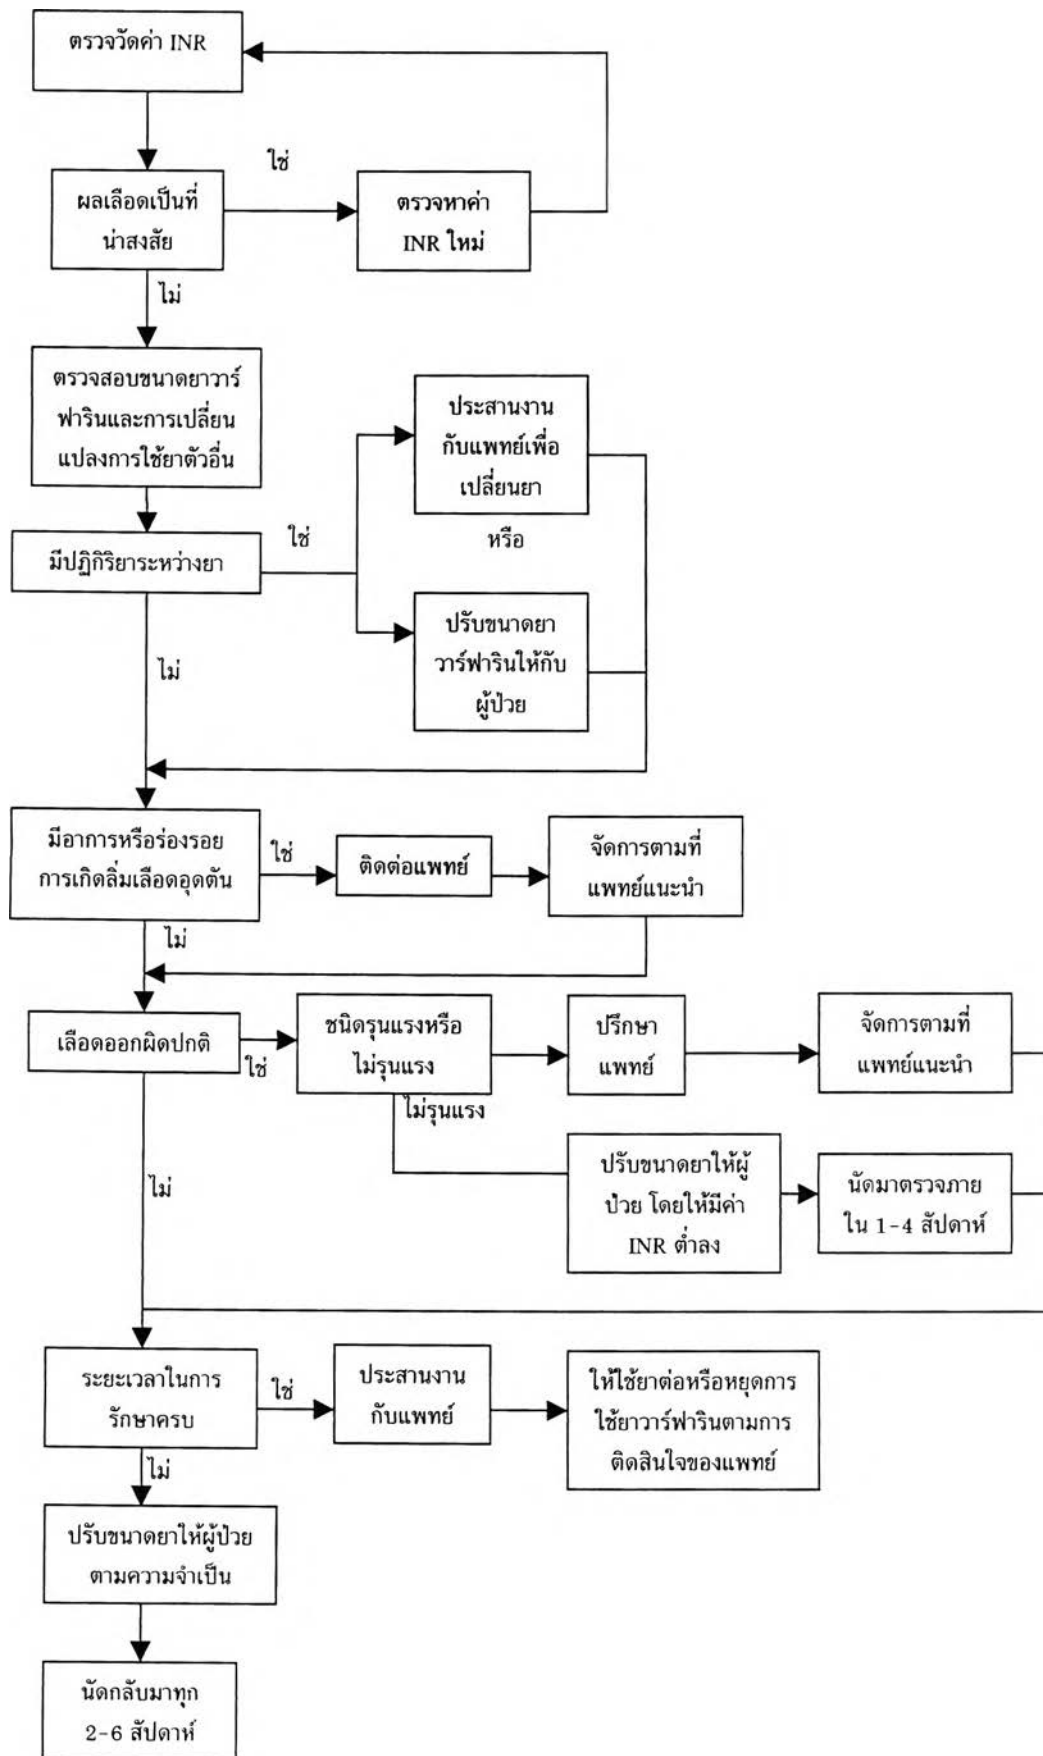 ตรวจวัดค่า INR
ใช่
ผลเลือดเป็นที่
น่าสงสัย
ตรวจหาค่า
INR ใหม่
ไม่
ตรวจสอบขนาดยาวาร์
ฟารินและการเปลี่ยน
แปลงการใช้ยาตัวอื่น
ประสานงาน
กับแพทย์เพื่อ
เปลี่ยนยา
หรือ
มีปฏิกิริยาระหว่างยา
ใช่
ปรับขนาดยา
วาร์ฟารินให้กับ
ผู้ป่วย
ไม่
มีอาการหรือร่องรอย
การเกิดลิ่มเลือดอุดตัน
ใช่
ติดต่อแพทย์
จัดการตามที่
แพทย์แนะนำ
ไม่
เลือดออกผิดปกติ
ใช่
ชนิดรุนแรงหรือ
ไม่รุนแรง
ปรึกษา
แพทย์
จัดการตามที่
แพทย์แนะนำ
ไม่รุนแรง
ปรับขนาดยาให้ผู้
ป่วย โดยให้มีค่า
INR ต่ำลง
นัดมาตรวจภาย
ใน 1-4 สัปดาห์
ไม่
ระยะเวลาในการ
รักษาครบ
ใช่
ประสานงาน
กับแพทย์
ให้ใช้ยาต่อหรือหยุดการ
ใช้ยาวาร์ฟารินตามการ
ติดสินใจของแพทย์
ไม่
ปรับขนาดยาให้ผู้ป่วย
ตามความจำเป็น
นัดกลับมาทุก
2-6 สัปดาห์